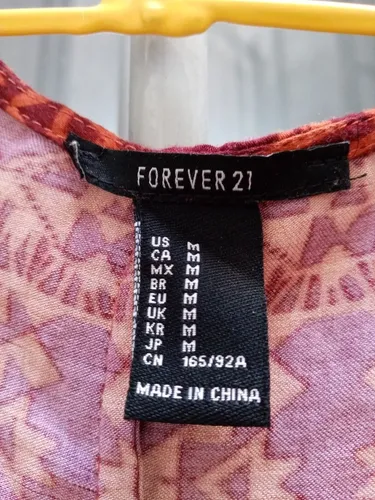 FOREVER 21
US M
CA M
MX M
BR M
EU M
UK M
KR M
JP M
CN 165/92A
MADE IN CHINA